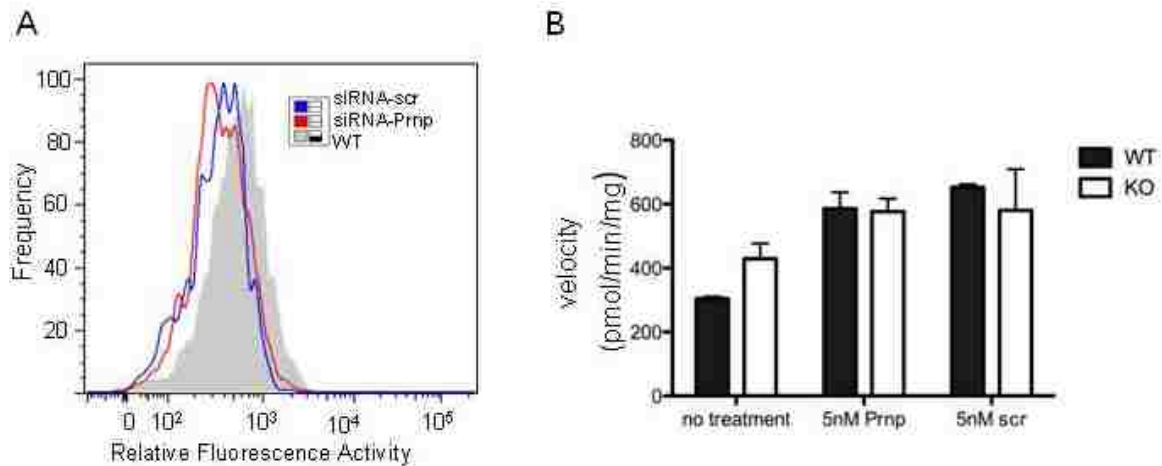 A
B
100
80
60
40
20
Frequency
siRNA-scr
siRNA-Prnp
WT
0 10² 10³ 10⁴ 10⁵
Relative Fluorescence Activity
800
600
400
200
0
velocity
(pmol/min/mg)
WT
KO
no treatment 5nM Prnp 5nM scr